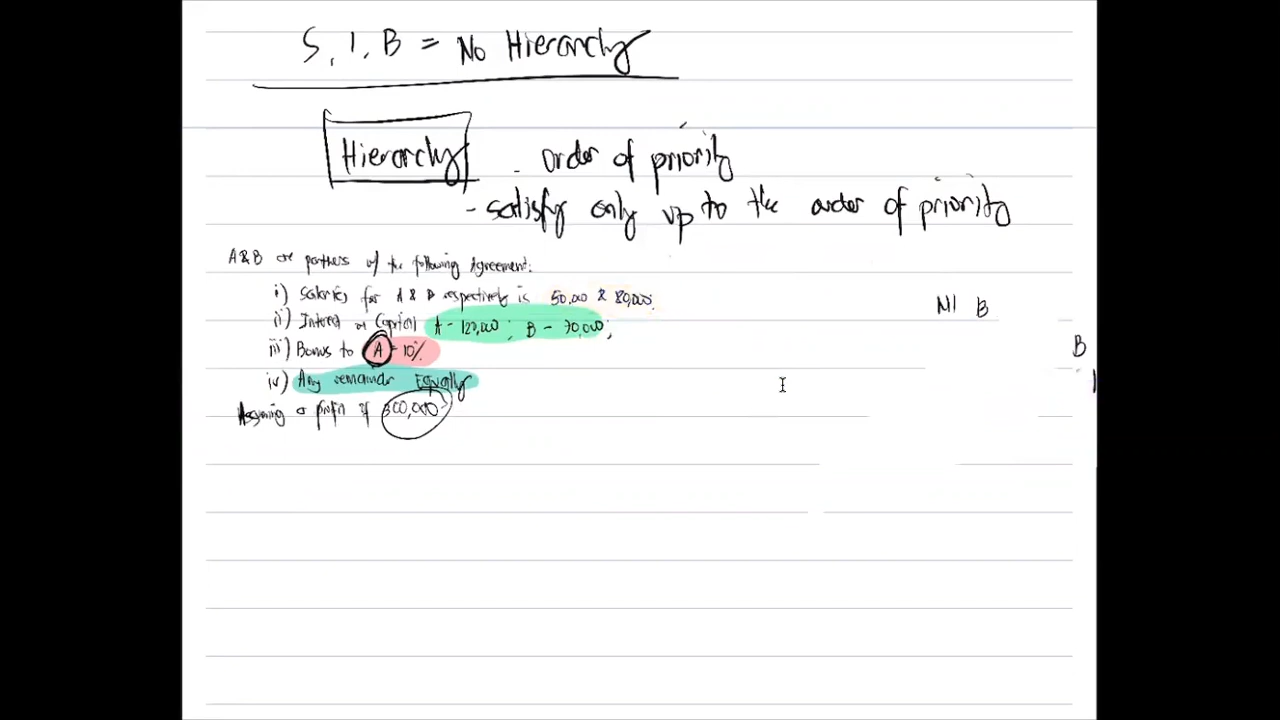 S, I, B = No Hierarchy
Hierarchy - order of priority
- satisfy only up to the order of priority
A & B are partners w/ the following Agreement:
i) Salaries for A & B respectively is 50,000 & 80,000.
ii) Interest on Capital A - 120,000; B - 70,000;
iii) Bonus to A - 10%
iv) Any remainder Equally
Assuming a profit of 300,000
NI B
B